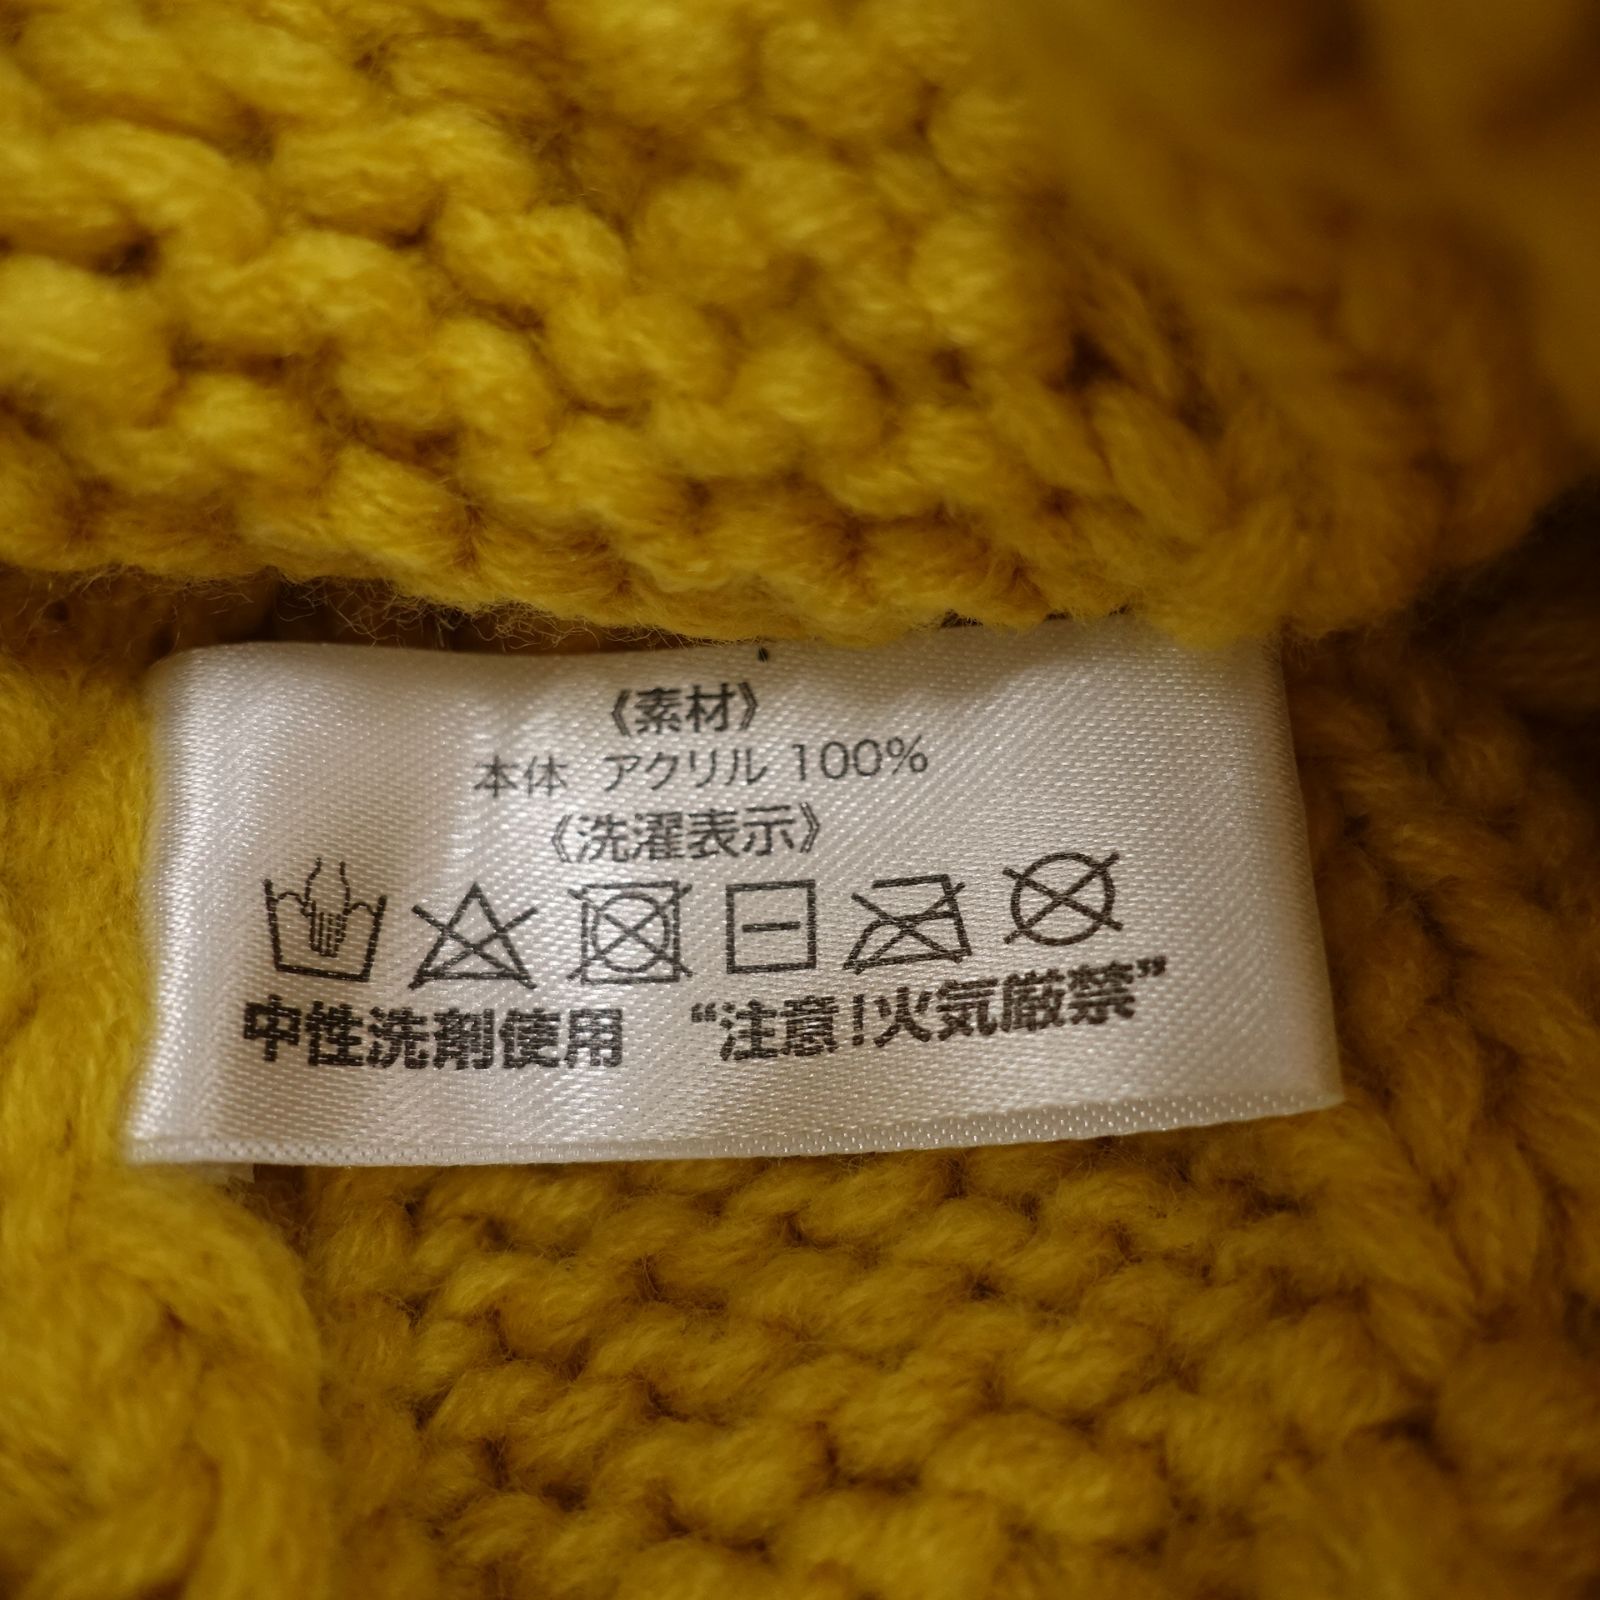 《素材》
本体 アクリル 100%
《洗濯表示》
中性洗剤使用 “注意!火気厳禁”